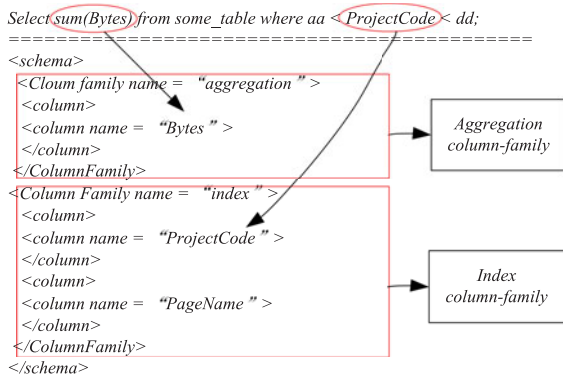 Select sum(Bytes) from some_table where aa < ProjectCode < dd;
==============================================
<schema>
<Cloum family name = “aggregation”>
<column>
<column name = “Bytes”>
</column>
</ColumnFamily>
Aggregation
column-family
<Column Family name = “index”>
<column>
<column name = “ProjectCode”>
</column>
<column>
<column name = “PageName”>
</column>
</ColumnFamily>
Index
column-family
</schema>